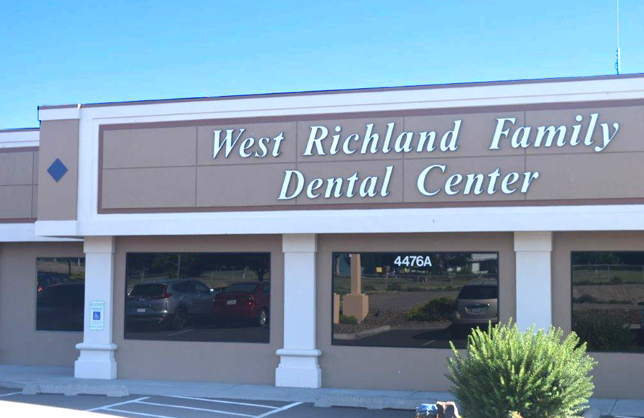 West Richland Family
Dental Center
4476A